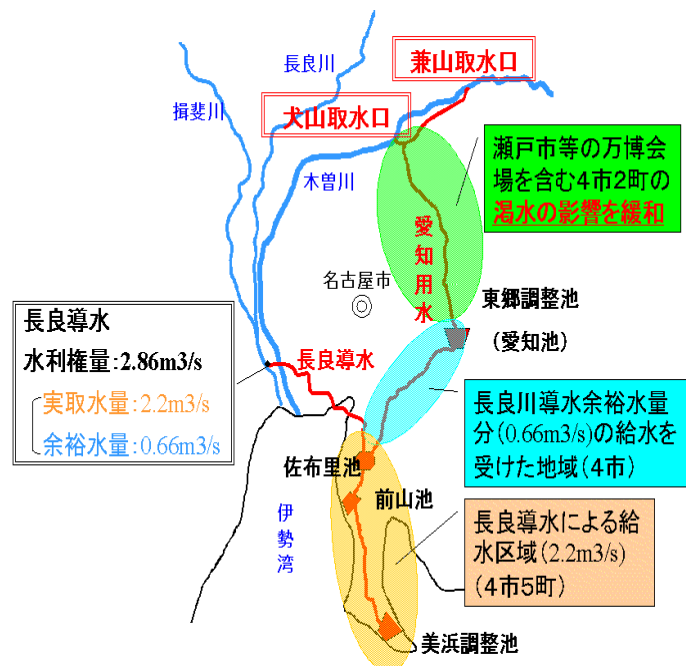 長良川
兼山取水口
揖斐川
犬山取水口
木曽川
瀬戸市等の万博会
場を含む4市2町の
渇水の影響を緩和
愛知用水
名古屋市
東郷調整池
(愛知池)
長良導水
水利権量:2.86m3/s
実取水量:2.2m3/s
余裕水量:0.66m3/s
長良導水
長良川導水余裕水量
分(0.66m3/s)の給水を
受けた地域(4市)
佐布里池
前山池
伊勢湾
長良導水による給
水区域(2.2m3/s)
(4市5町)
美浜調整池